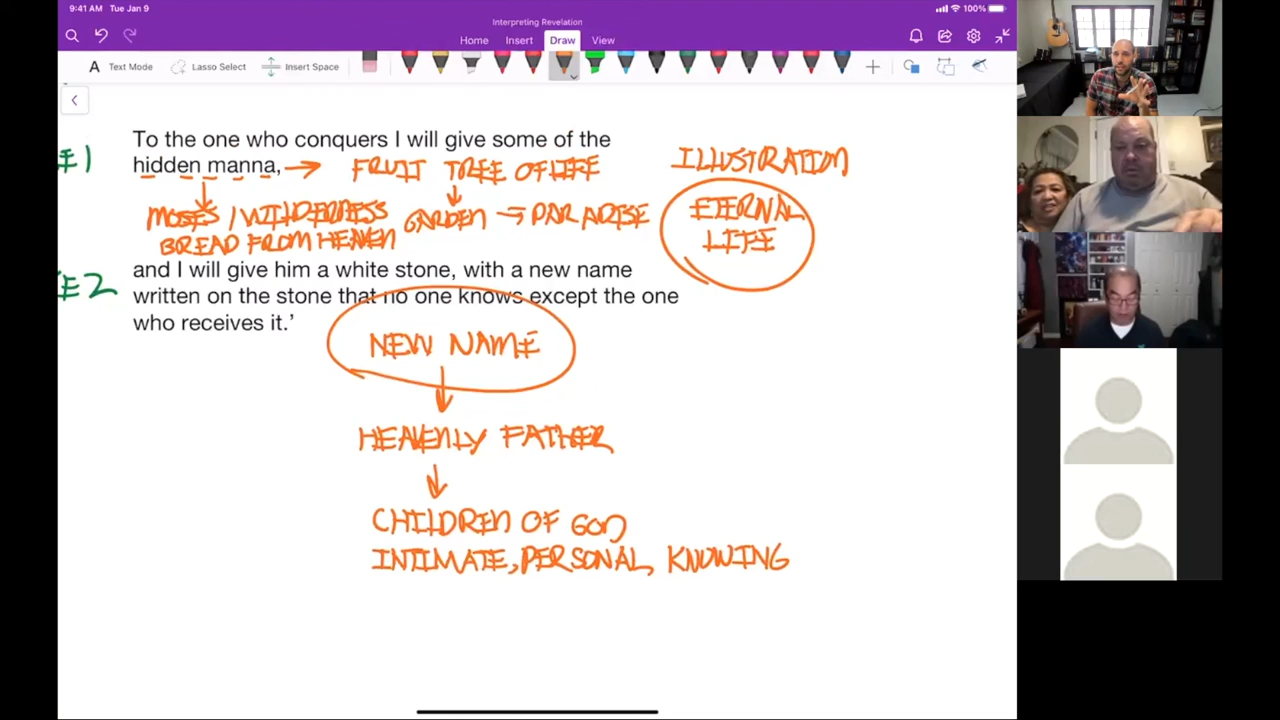 9:41 AM Tue Jan 9
100%
Interpreting Revelation
Home Insert Draw View
Text Mode Lasso Select Insert Space
To the one who conquers I will give some of the
hidden manna, → FRUIT TREE OF LIFE
ILLUSTRATION
ETERNAL
LIFE
MOSES / WILDERNESS
BREAD FROM HEAVEN
GARDEN → PARADISE
#1
and I will give him a white stone, with a new name
written on the stone that no one knows except the one
who receives it.’
#2
NEW NAME
HEAVENLY FATHER
CHILDREN OF GOD
INTIMATE, PERSONAL, KNOWING